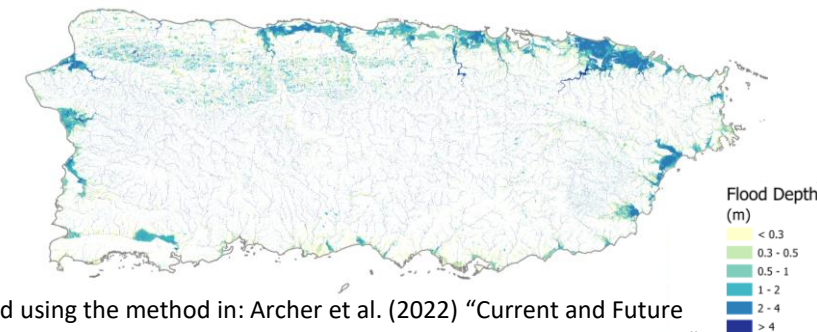 Flood Depth
(m)
< 0.3
0.3 - 0.5
0.5 - 1
1 - 2
2 - 4
> 4
d using the method in: Archer et al. (2022) “Current and Future